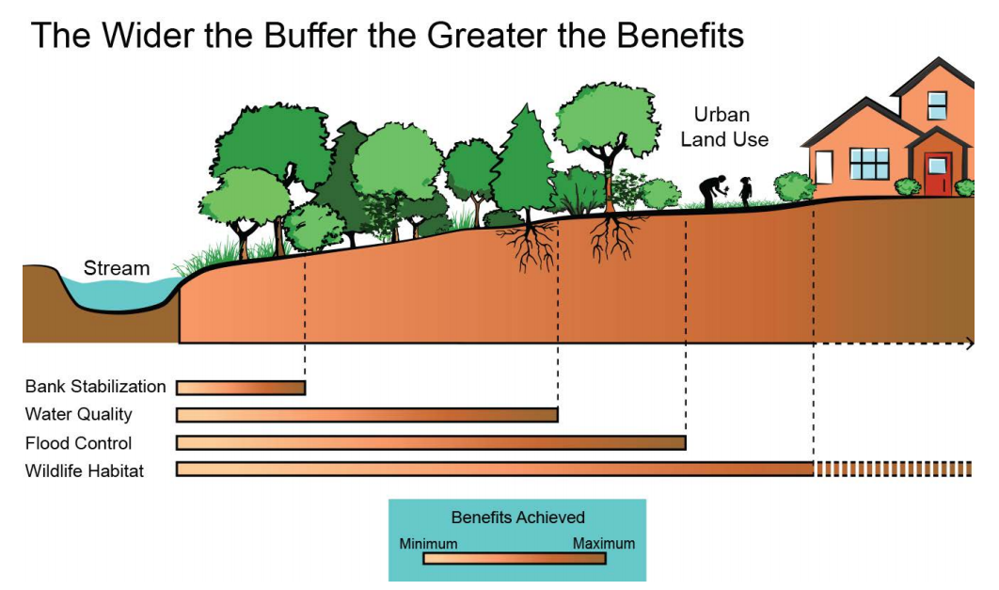 The Wider the Buffer the Greater the Benefits
Urban
Land Use
Stream
Bank Stabilization
Water Quality
Flood Control
Wildlife Habitat
Benefits Achieved
Minimum Maximum